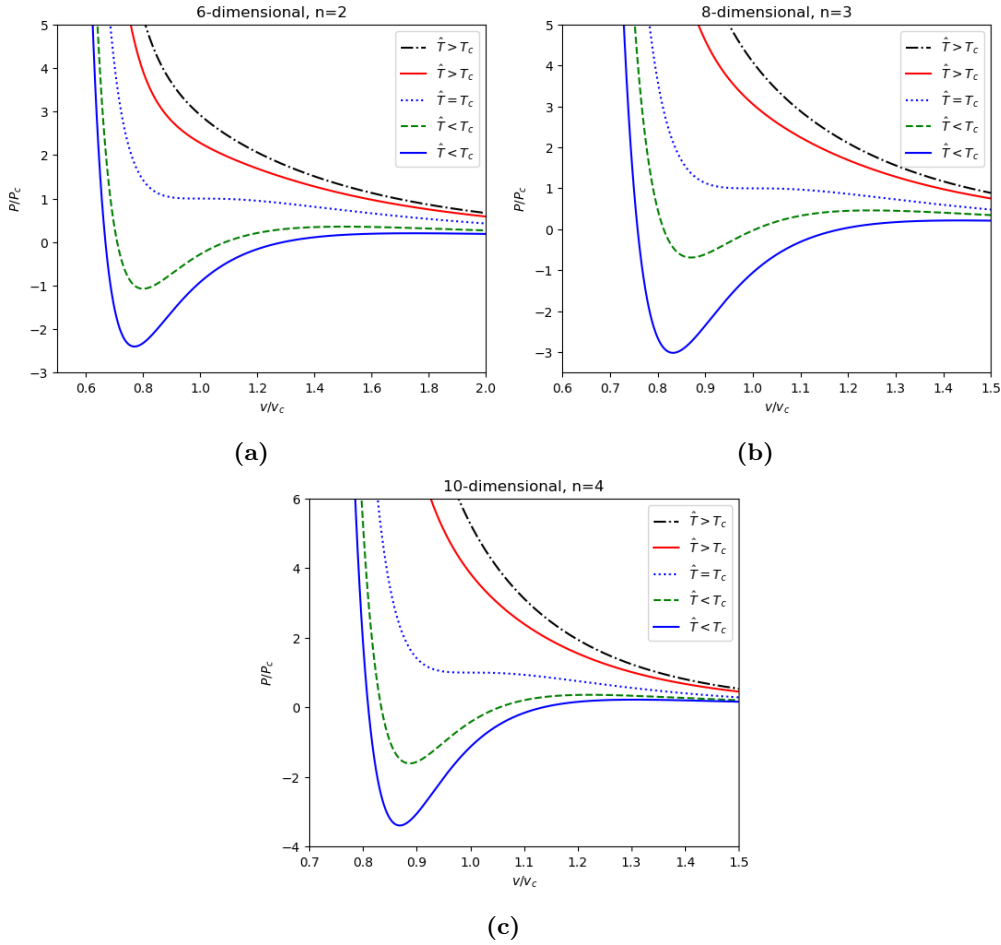 6-dimensional, n=2
5
4
3
2
1
0
−1
−2
−3
P/P_c
0.6 0.8 1.0 1.2 1.4 1.6 1.8 2.0
v/v_c
T̂ > T_c
T̂ > T_c
T̂ = T_c
T̂ < T_c
T̂ < T_c
(a)
8-dimensional, n=3
5
4
3
2
1
0
−1
−2
−3
P/P_c
0.6 0.7 0.8 0.9 1.0 1.1 1.2 1.3 1.4 1.5
v/v_c
T̂ > T_c
T̂ > T_c
T̂ = T_c
T̂ < T_c
T̂ < T_c
(b)
10-dimensional, n=4
6
4
2
0
−2
−4
P/P_c
0.7 0.8 0.9 1.0 1.1 1.2 1.3 1.4 1.5
v/v_c
T̂ > T_c
T̂ > T_c
T̂ = T_c
T̂ < T_c
T̂ < T_c
(c)